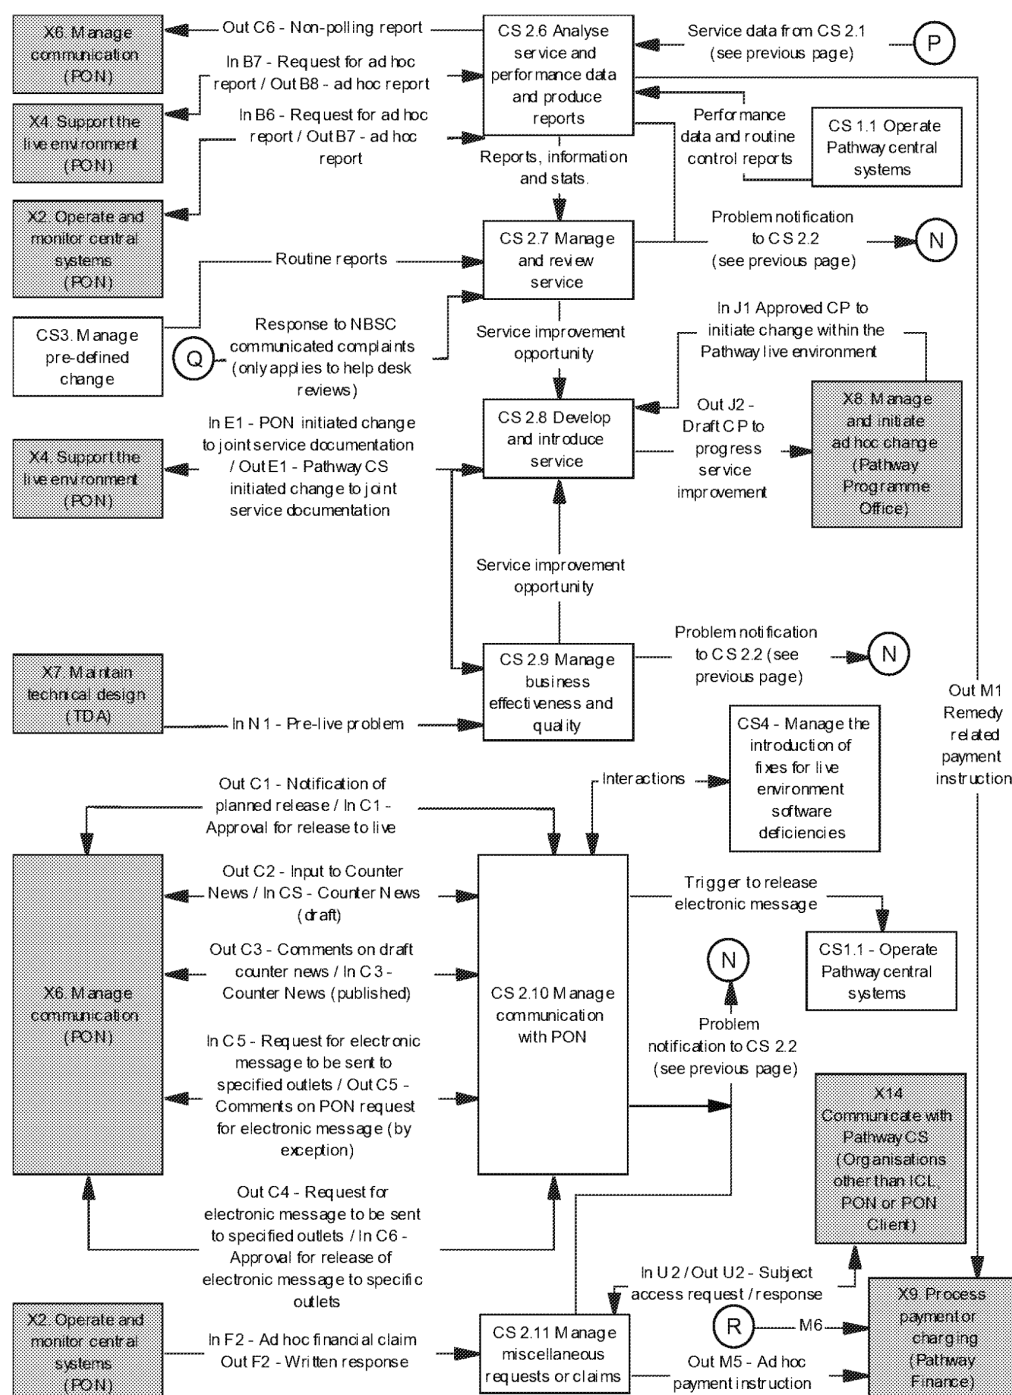 X6. Manage
communication
(PON)
Out C6 - Non-polling report
CS 2.6 Analyse
service and
performance data
and produce
reports
Service data from CS 2.1
(see previous page)
P
In B7 - Request for ad hoc
report / Out B8 - ad hoc report
X4. Support the
live environment
(PON)
In B6 - Request for ad hoc
report / Out B7 - ad hoc
report
Performance
data and routine
control reports
CS 1.1 Operate
Pathway central
systems
Reports, information
and stats.
X2. Operate and
monitor central
systems
(PON)
Routine reports
CS 2.7 Manage
and review
service
Problem notification
to CS 2.2
(see previous page)
N
CS3. Manage
pre-defined
change
Q
Response to NBSC
communicated complaints
(only applies to help desk
reviews)
Service improvement
opportunity
In J1 Approved CP to
initiate change within the
Pathway live environment
X4. Support the
live environment
(PON)
In E1 - PON initiated change
to joint service documentation
/ Out E1 - Pathway CS
initiated change to joint
service documentation
CS 2.8 Develop
and introduce
service
Out J2 -
Draft CP to
progress
service
improvement
X8. Manage
and initiate
ad hoc change
(Pathway
Programme
Office)
Service improvement
opportunity
X7. Maintain
technical design
(TDA)
In N1 - Pre-live problem
CS 2.9 Manage
business
effectiveness and
quality
Problem notification
to CS 2.2 (see
previous page)
N
Out M1
Remedy
related
payment
instruction
CS4 - Manage the
introduction of
fixes for live
environment
software
deficiencies
Interactions
Out C1 - Notification of
planned release / In C1 -
Approval for release to live
X6. Manage
communication
(PON)
Out C2 - Input to Counter
News / In CS - Counter News
(draft)
Out C3 - Comments on draft
counter news / In C3 -
Counter News (published)
In C5 - Request for electronic
message to be sent to
specified outlets / Out C5 -
Comments on PON request
for electronic message (by
exception)
CS 2.10 Manage
communication
with PON
Trigger to release
electronic message
CS1.1 - Operate
Pathway central
systems
N
Problem
notification to CS 2.2
(see previous page)
Out C4 - Request for
electronic message to be sent
to specified outlets / In C6 -
Approval for release of
electronic message to specific
outlets
X14
Communicate with
Pathway CS
(Organisations
other than ICL,
PON or PON
Client)
In U2 / Out U2 - Subject
access request / response
X2. Operate and
monitor central
systems
(PON)
In F2 - Ad hoc financial claim
Out F2 - Written response
CS 2.11 Manage
miscellaneous
requests or claims
R
M6
Out M5 - Ad hoc
payment instruction
X9. Process
payment or
charging
(Pathway
Finance)